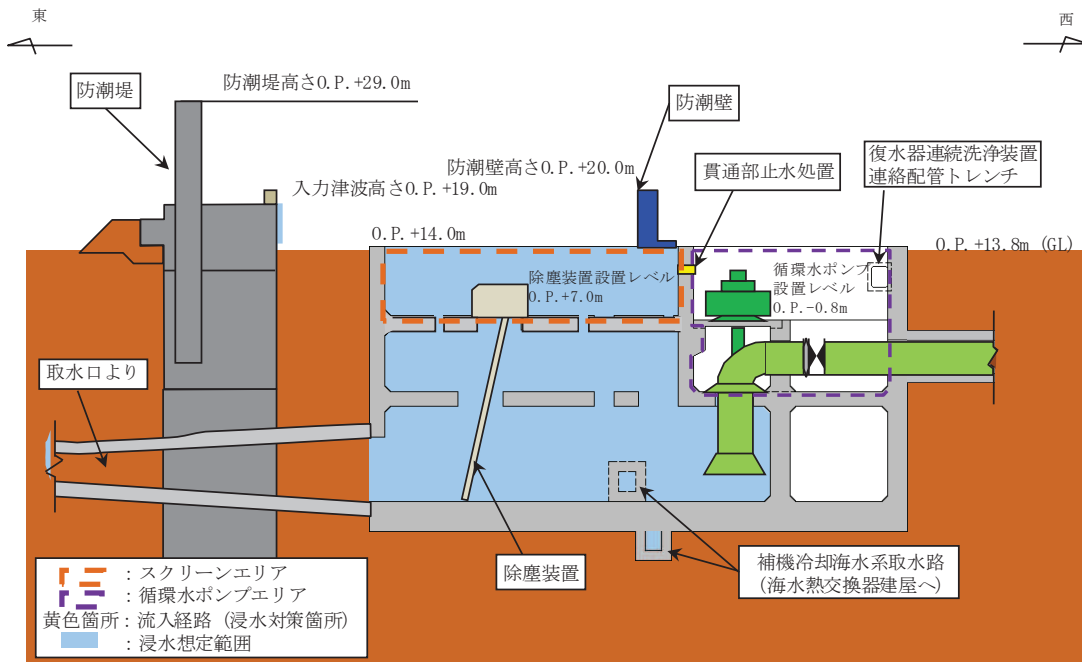 東
西
防潮堤
防潮堤高さO.P.+29.0m
防潮壁
防潮壁高さO.P.+20.0m
貫通部止水処置
復水器連続洗浄装置
連絡配管トレンチ
入力津波高さO.P.+19.0m
O.P.+14.0m
O.P.+13.8m (GL)
除塵装置設置レベル
O.P.+7.0m
循環水ポンプ
設置レベル
O.P.-0.8m
取水口より
除塵装置
補機冷却海水系取水路
(海水熱交換器建屋へ)
：スクリーンエリア
：循環水ポンプエリア
黄色箇所：流入経路（浸水対策箇所）
：浸水想定範囲